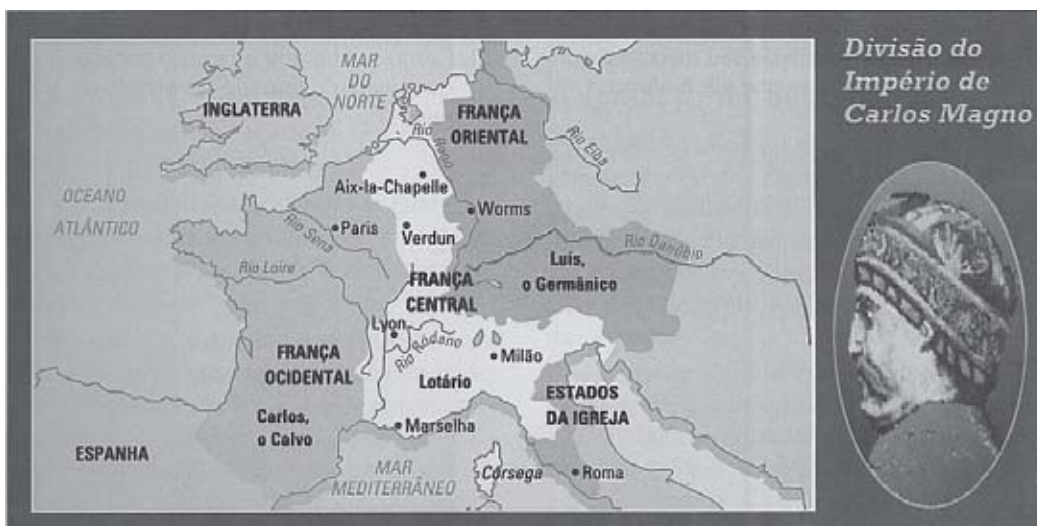 Divisão do
Império de
Carlos Magno
MAR
DO
NORTE
INGLATERRA
FRANÇA
ORIENTAL
Rio Reno
Rio Elba
Aix-la-Chapelle
OCEANO
ATLÂNTICO
Worms
Paris
Verdun
Rio Sena
Rio Danúbio
Rio Loire
Luís,
o Germânico
FRANÇA
CENTRAL
Lyon
Rio Ródano
Milão
FRANÇA
OCIDENTAL
Lotário
ESTADOS
DA IGREJA
Carlos,
o Calvo
Marselha
ESPANHA
MAR
MEDITERRÂNEO
Córsega
Roma